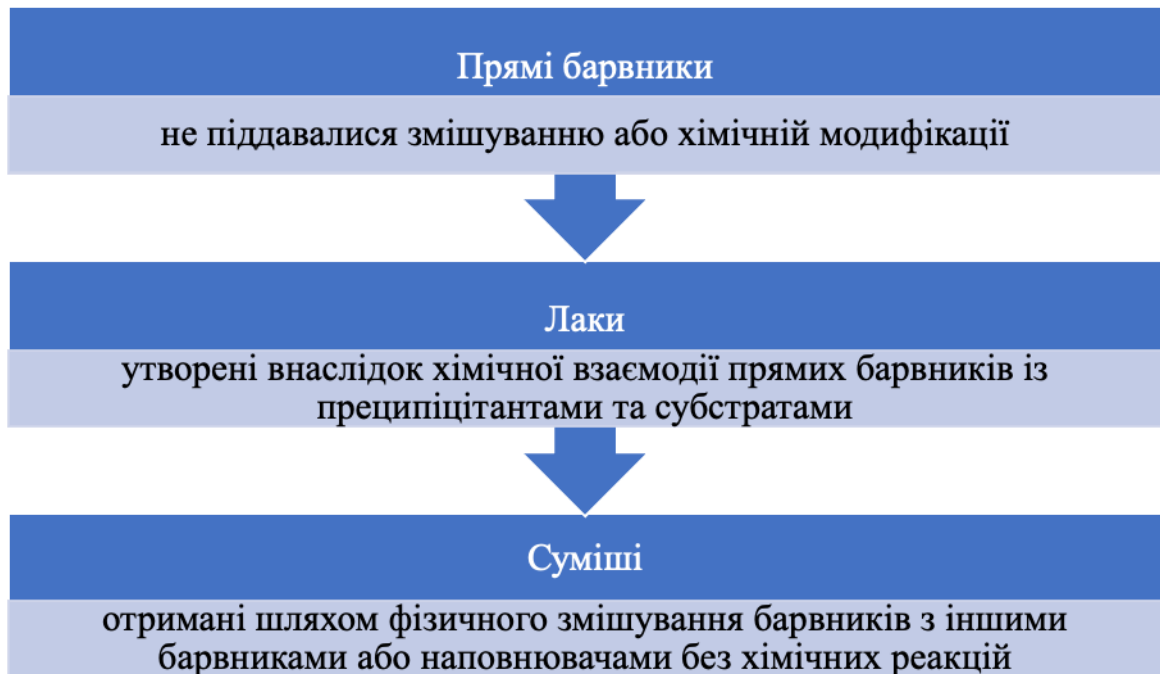 Прямі барвники
не піддавалися змішуванню або хімічній модифікації
Лаки
утворені внаслідок хімічної взаємодії прямих барвників із
преципіцітантами та субстратами
Суміші
отримані шляхом фізичного змішування барвників з іншими
барвниками або наповнювачами без хімічних реакцій